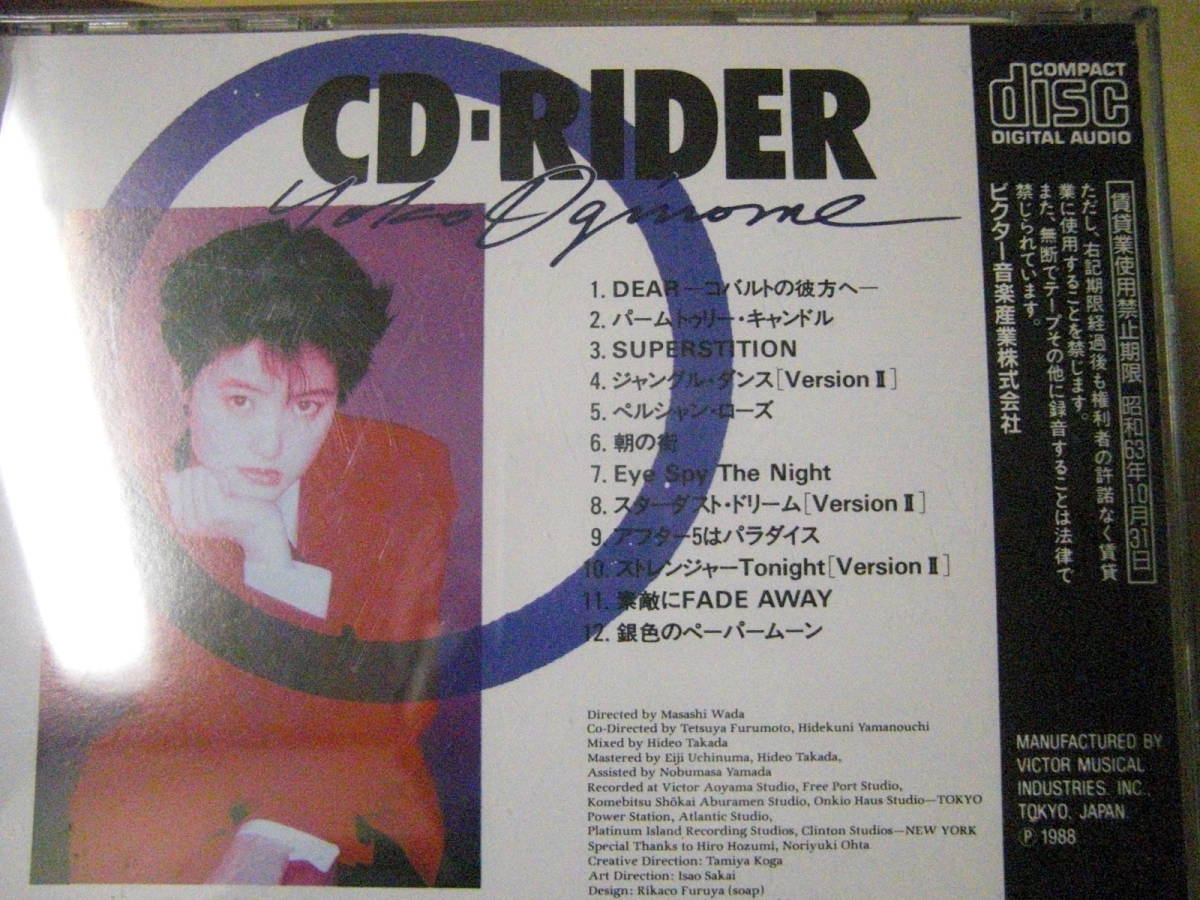 CD·RIDER
Yoko Oginome
1. DEAR—コバルトの彼方へ—
2. パームトゥリー・キャンドル
3. SUPERSTITION
4. ジャングル・ダンス[Version II]
5. ペルシャン・ローズ
6. 朝の街
7. Eye Spy The Night
8. スターダスト・ドリーム[Version II]
9. アフター5はパラダイス
10. ストレンジャーTonight[Version II]
11. 素敵にFADE AWAY
12. 銀色のペーパームーン
Directed by Masashi Wada
Co-Directed by Tetsuya Furumoto, Hidekuni Yamanouchi
Mixed by Hideo Takada
Mastered by Eiji Uchinuma, Hideo Takada,
Assisted by Nobumasa Yamada
Recorded at Victor Aoyama Studio, Free Port Studio,
Komebitsu Shôkai Aburamen Studio, Onkio Haus Studio—TOKYO
Power Station, Atlantic Studio,
Platinum Island Recording Studios, Clinton Studios—NEW YORK
Special Thanks to Hiro Hozumi, Noriyuki Ohta
Creative Direction: Tamiya Koga
Art Direction: Isao Sakai
Design: Rikaco Furuya (soap)
COMPACT
disc
DIGITAL AUDIO
賃貸業使用禁止期限 昭和63年10月31日
ただし、右記期限経過後も権利者の許諾なく賃貸
業に使用することを禁じます。
また、無断でテープその他に録音することは法律で
禁じられています。
ビクター音楽産業株式会社
MANUFACTURED BY
VICTOR MUSICAL
INDUSTRIES, INC.,
TOKYO, JAPAN
Ⓟ 1988